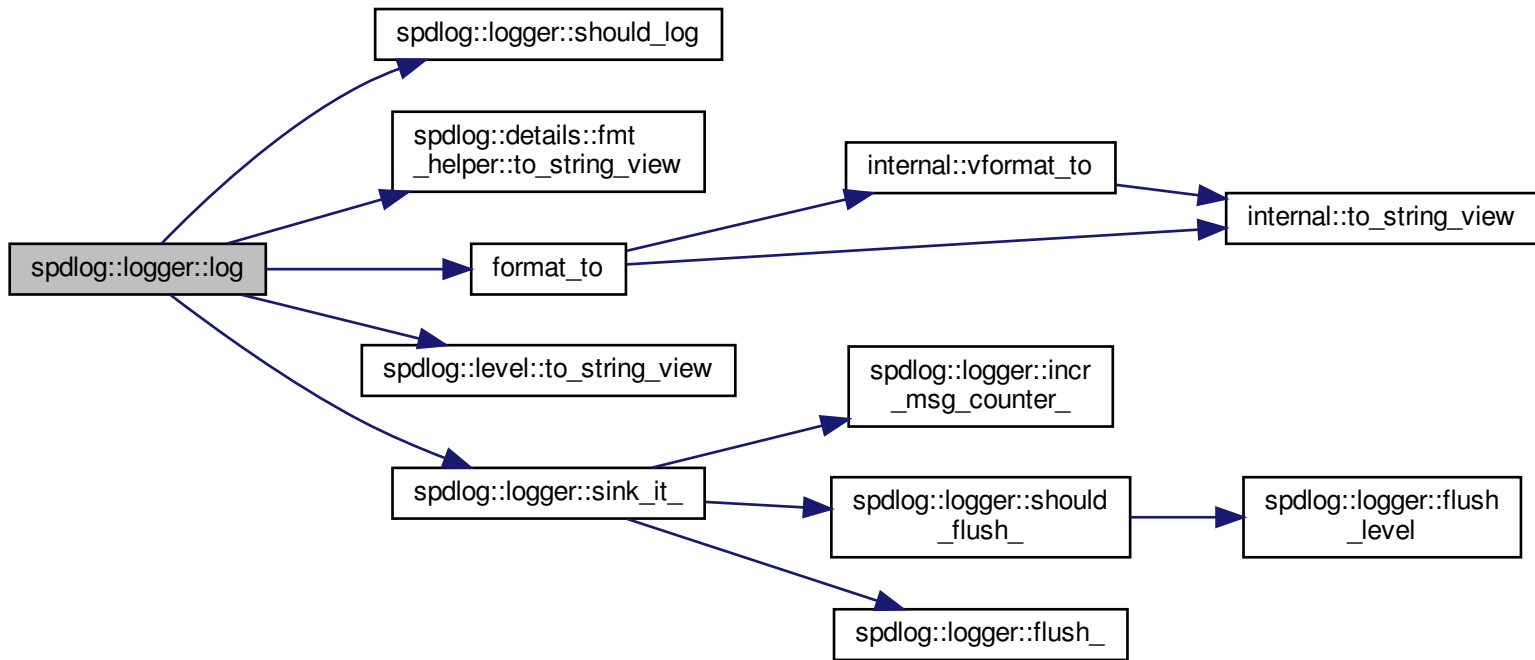 spdlog::logger::should_log
spdlog::details::fmt
_helper::to_string_view
internal::vformat_to
internal::to_string_view
spdlog::logger::log
format_to
spdlog::level::to_string_view
spdlog::logger::incr
_msg_counter_
spdlog::logger::sink_it_
spdlog::logger::should
_flush_
spdlog::logger::flush
_level
spdlog::logger::flush_